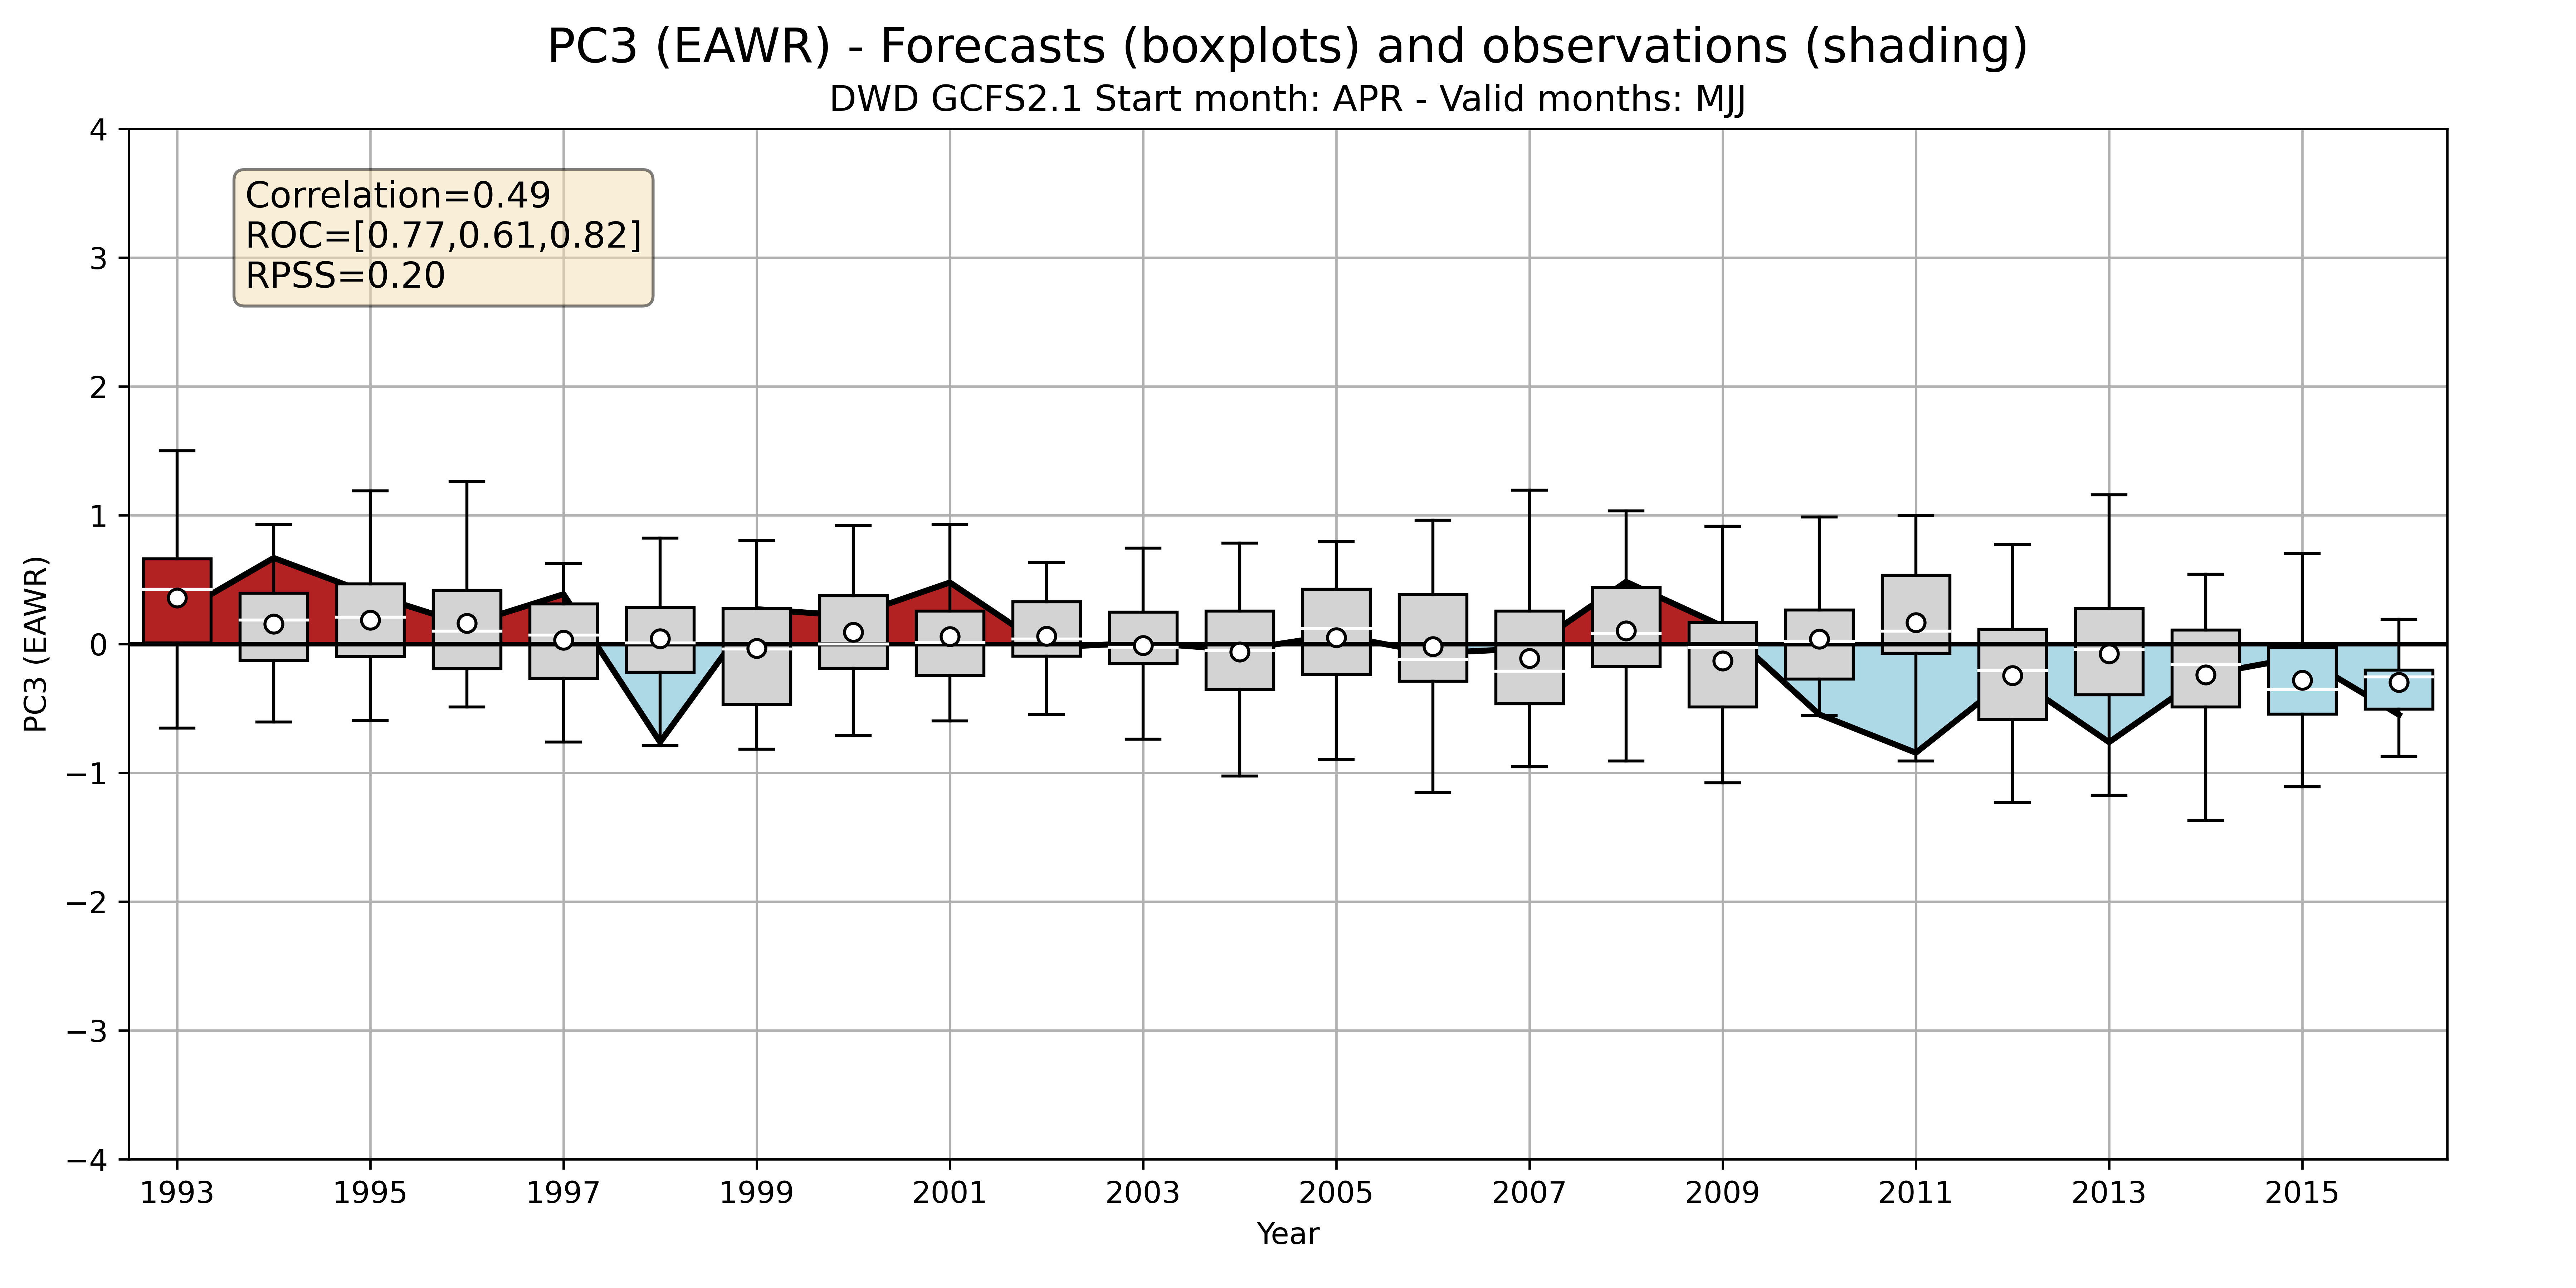 PC3 (EAWR) - Forecasts (boxplots) and observations (shading)
DWD GCFS2.1 Start month: APR - Valid months: MJJ
Correlation=0.49
ROC=[0.77,0.61,0.82]
RPSS=0.20
PC3 (EAWR)
4
3
2
1
0
−1
−2
−3
−4
1993 1995 1997 1999 2001 2003 2005 2007 2009 2011 2013 2015
Year